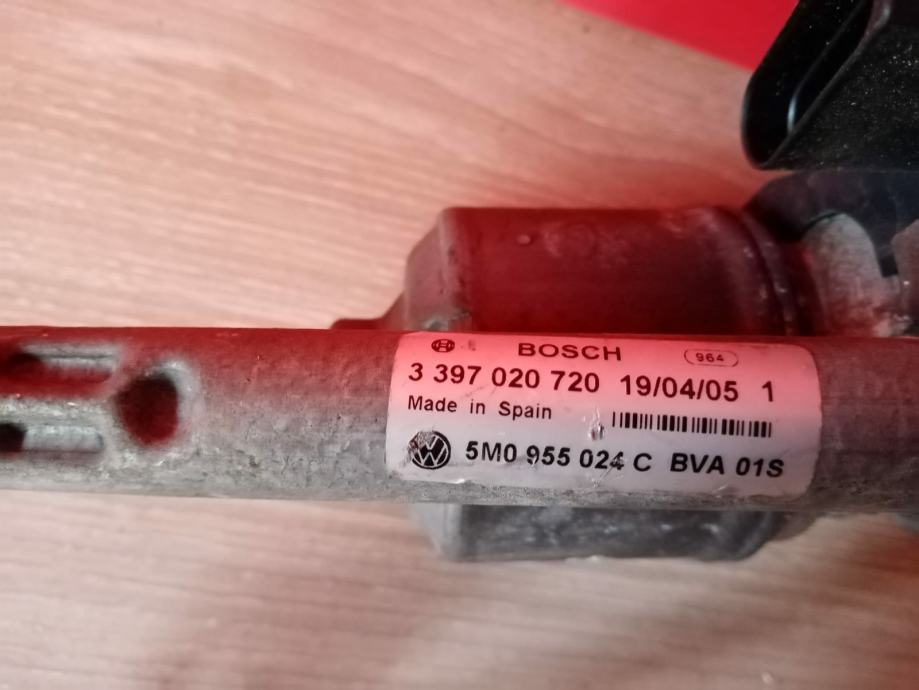 BOSCH 964
3 397 020 720 19/04/05 1
Made in Spain
5M0 955 024 C BVA 01S